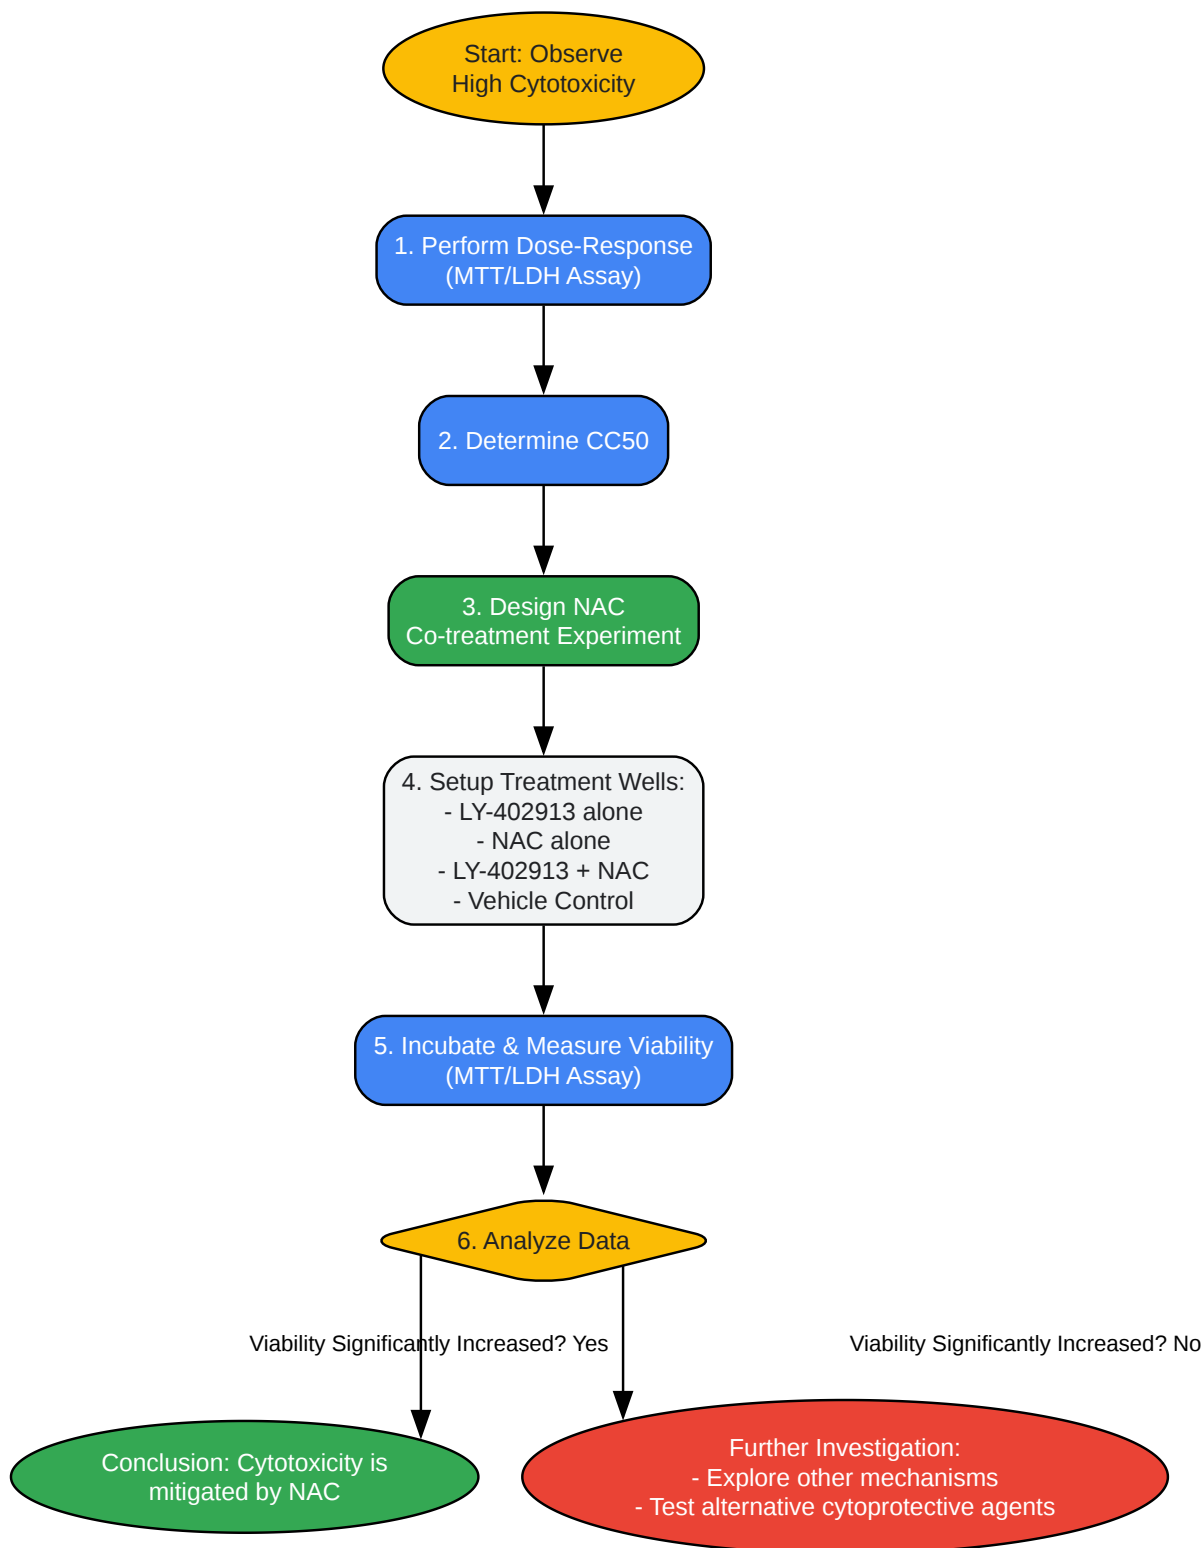 Start: Observe
High Cytotoxicity
1. Perform Dose-Response
(MTT/LDH Assay)
2. Determine CC50
3. Design NAC
Co-treatment Experiment
4. Setup Treatment Wells:
- LY-402913 alone
- NAC alone
- LY-402913 + NAC
- Vehicle Control
5. Incubate & Measure Viability
(MTT/LDH Assay)
6. Analyze Data
Viability Significantly Increased? Yes
Viability Significantly Increased? No
Conclusion: Cytotoxicity is
mitigated by NAC
Further Investigation:
- Explore other mechanisms
- Test alternative cytoprotective agents